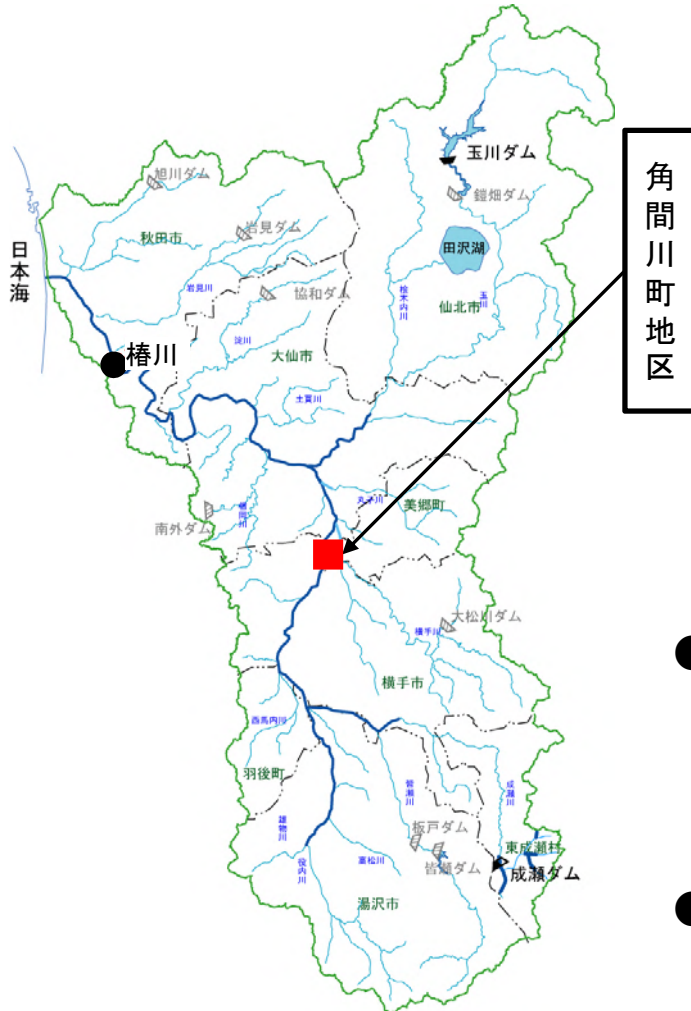 玉川ダム
鎧畑ダム
旭川ダム
岩見ダム
秋田市
田沢湖
日本海
岩見川
協和ダム
桧木内川
玉川
仙北市
角間川町地区
淀川
大仙市
椿川
土買川
丸子川
美郷町
南外ダム
楢岡川
大松川ダム
横手川
横手市
西馬内川
羽後町
皆瀬川
成瀬川
雄物川
板戸ダム
東成瀬村
役内川
高松川
皆瀬ダム
成瀬ダム
湯沢市